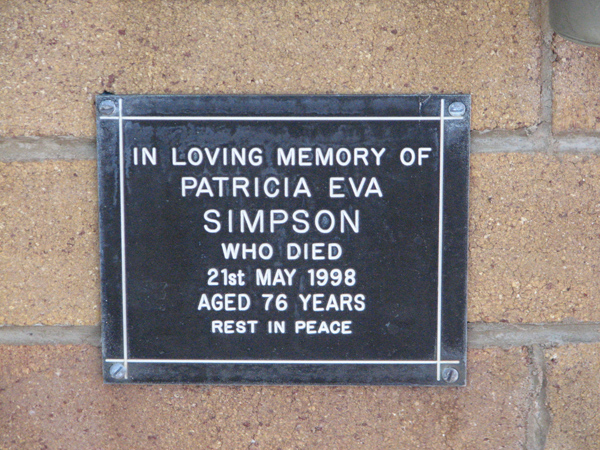 IN LOVING MEMORY OF
PATRICIA EVA
SIMPSON
WHO DIED
21st MAY 1998
AGED 76 YEARS
REST IN PEACE